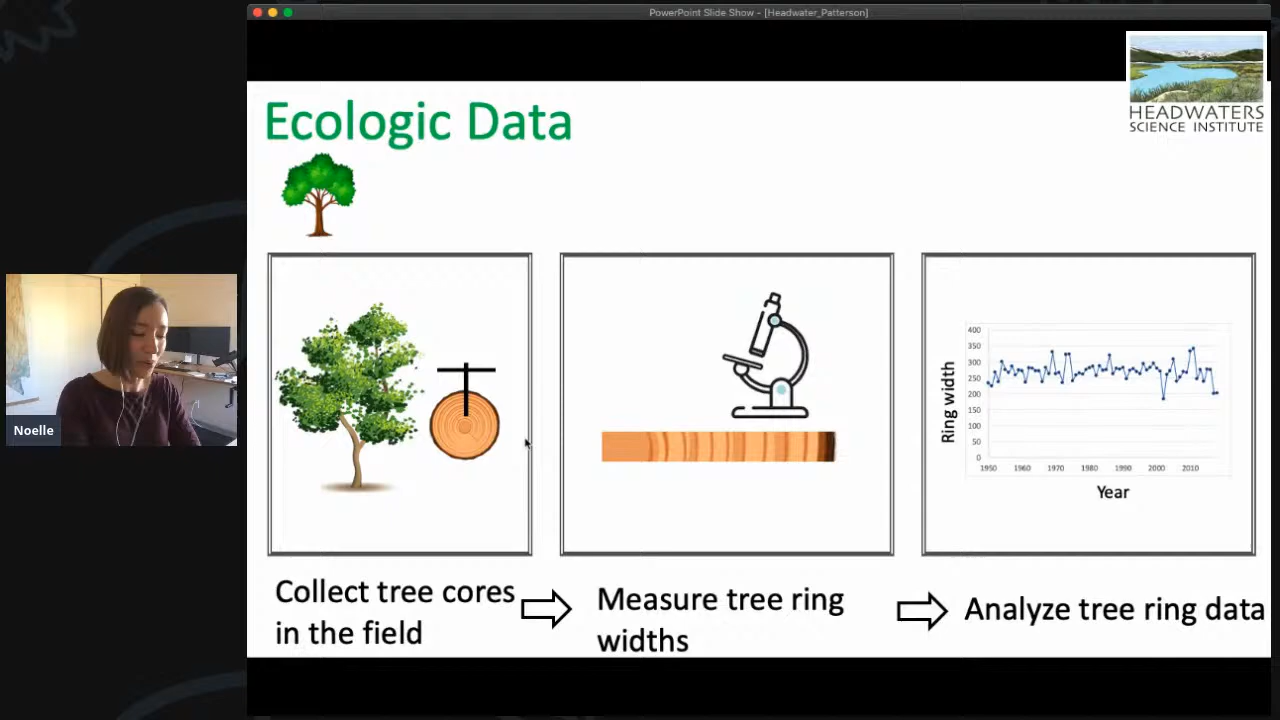 PowerPoint Slide Show - [Headwater_Patterson]
HEADWATERS
SCIENCE INSTITUTE
Ecologic Data
Noelle
400
350
300
250
200
150
100
50
0
Ring width
1950 1960 1970 1980 1990 2000 2010
Year
Collect tree cores
in the field
Measure tree ring
widths
Analyze tree ring data